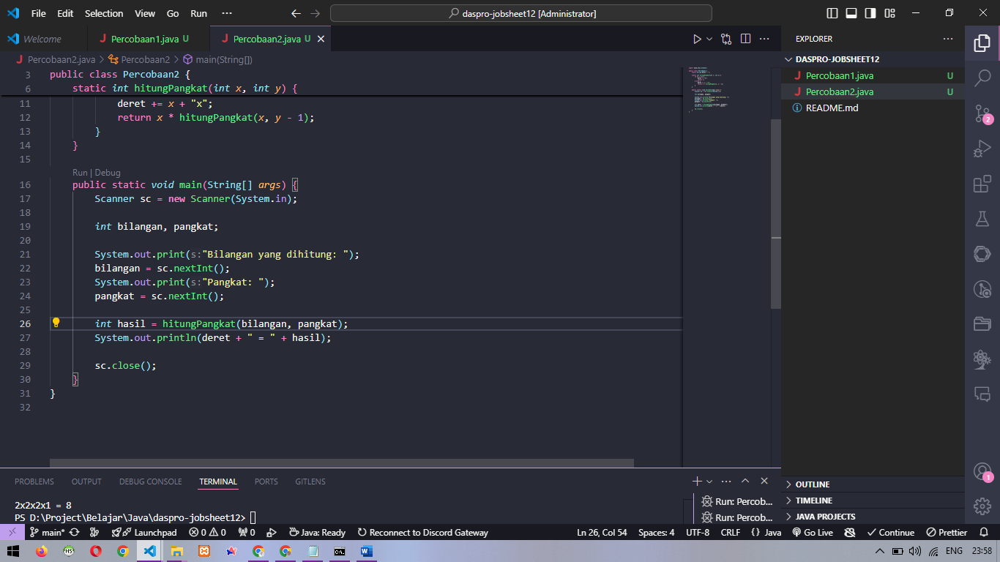 File Edit Selection View Go Run ··· daspro-jobsheet12 [Administrator]
Welcome Percobaan1.java U Percobaan2.java U
Percobaan2.java > Percobaan2 > main(String[])
3 public class Percobaan2 {
6 static int hitungPangkat(int x, int y) {
11 deret += x + "x";
12 return x * hitungPangkat(x, y - 1);
13 }
14 }
15
Run | Debug
16 public static void main(String[] args) {
17 Scanner sc = new Scanner(System.in);
18
19 int bilangan, pangkat;
20
21 System.out.print(s:"Bilangan yang dihitung: ");
22 bilangan = sc.nextInt();
23 System.out.print(s:"Pangkat: ");
24 pangkat = sc.nextInt();
25
26 int hasil = hitungPangkat(bilangan, pangkat);
27 System.out.println(deret + " = " + hasil);
28
29 sc.close();
30 }
31 }
32
EXPLORER
DASPRO-JOBSHEET12
Percobaan1.java U
Percobaan2.java U
README.md
2
1
OUTLINE
TIMELINE
JAVA PROJECTS
PROBLEMS OUTPUT DEBUG CONSOLE TERMINAL PORTS GITLENS
2x2x2x1 = 8
PS D:\Project\Belajar\Java\daspro-jobsheet12>
Run: Percob...
Run: Percob...
main* Launchpad 0 0 0 Java: Ready Reconnect to Discord Gateway Ln 26, Col 54 Spaces: 4 UTF-8 CRLF {} Java Go Live Continue Prettier
ENG 23:58